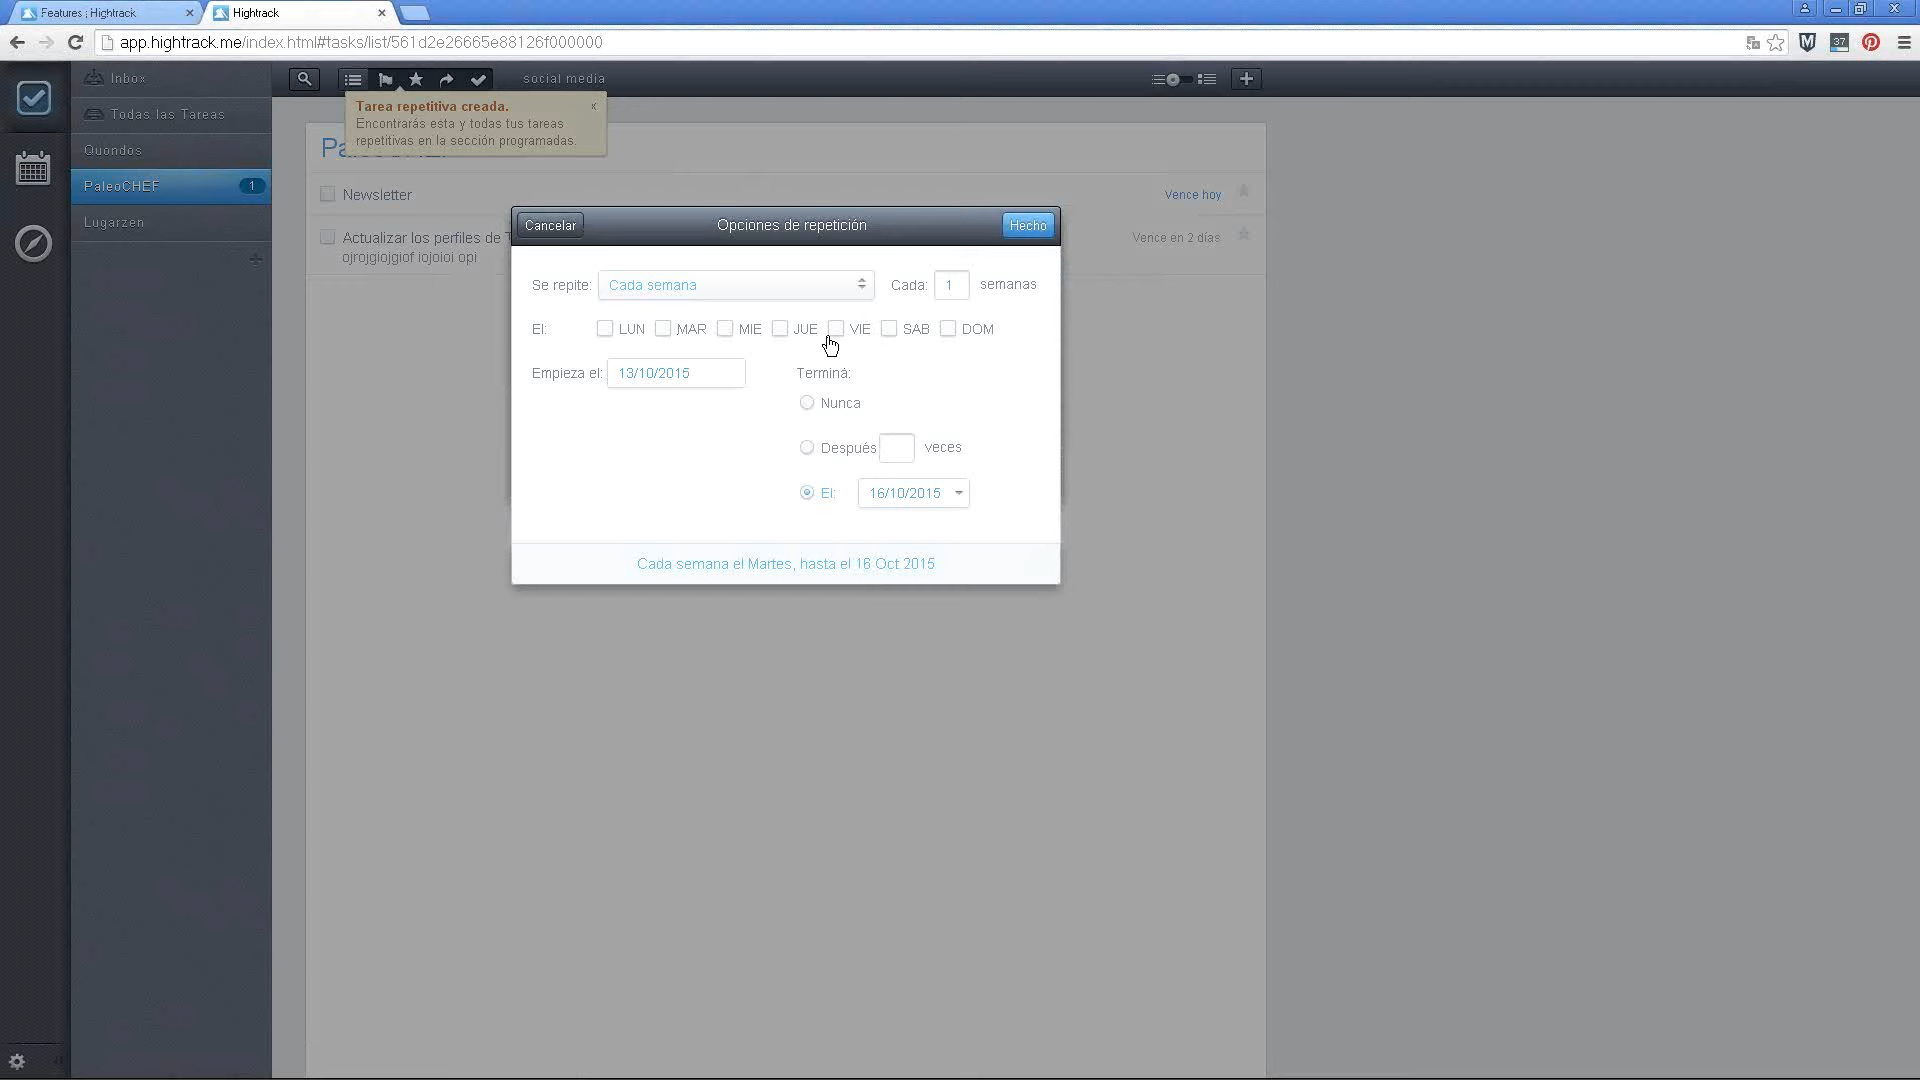 Features ; Hightrack
Hightrack
app.hightrack.me/index.html#tasks/list/561d2e26665e88126f000000
37
Inbox
Todas las Tareas
Quondos
PaleoCHEF 1
Lugarzen
social media
Tarea repetitiva creada. x
Encontrarás esta y todas tus tareas
repetitivas en la sección programadas.
Newsletter Vence hoy
Actualizar los perfiles de Vence en 2 días
ojrojgiojgiof iojoioi opi
Cancelar Opciones de repetición Hecho
Se repite: Cada semana Cada: 1 semanas
El: LUN MAR MIE JUE VIE SAB DOM
Empieza el: 13/10/2015 Terminá:
Nunca
Después veces
El: 16/10/2015
Cada semana el Martes, hasta el 16 Oct 2015